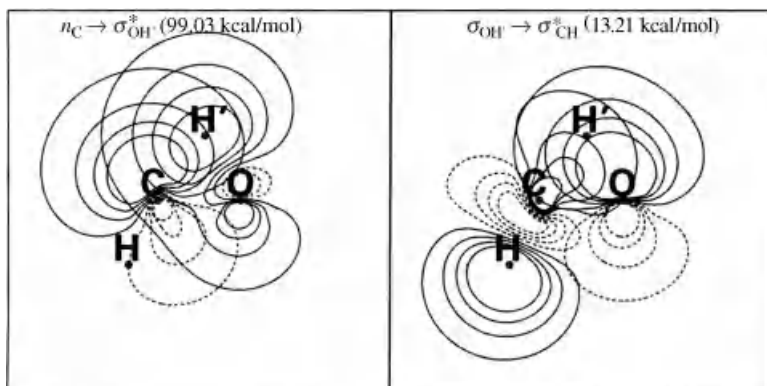 n_C → σ*_OH′ (99.03 kcal/mol)
H′
C
O
H
σ_OH′ → σ*_CH (13.21 kcal/mol)
H′
C
O
H